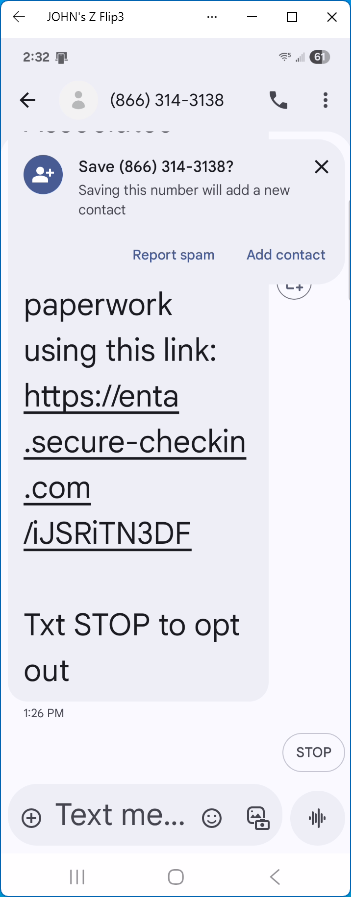 JOHN's Z Flip3
2:32
61
(866) 314-3138
Save (866) 314-3138?
Saving this number will add a new
contact
Report spam
Add contact
paperwork
using this link:
https://enta
.secure-checkin
.com
/iJSRiTN3DF
Txt STOP to opt
out
1:26 PM
STOP
Text me...